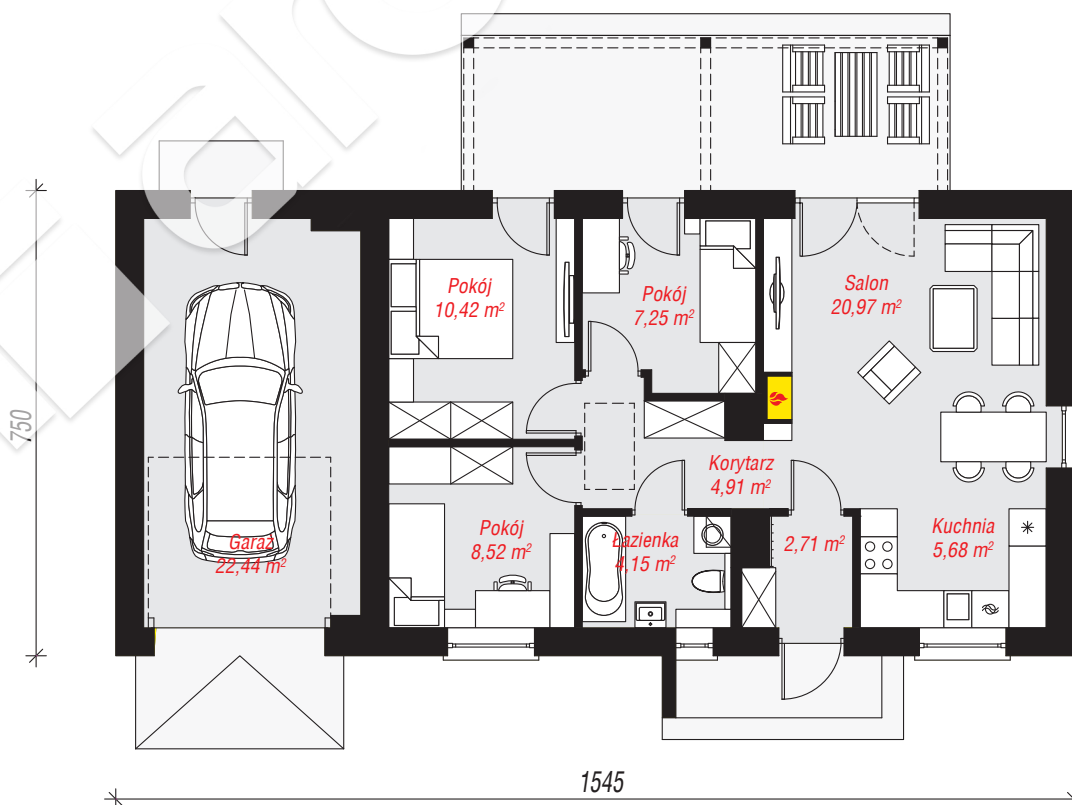 Pokój
10,42 m²
Pokój
7,25 m²
Salon
20,97 m²
750
Korytarz
4,91 m²
Garaż
22,44 m²
Pokój
8,52 m²
Łazienka
4,15 m²
2,71 m²
Kuchnia
5,68 m²
1545